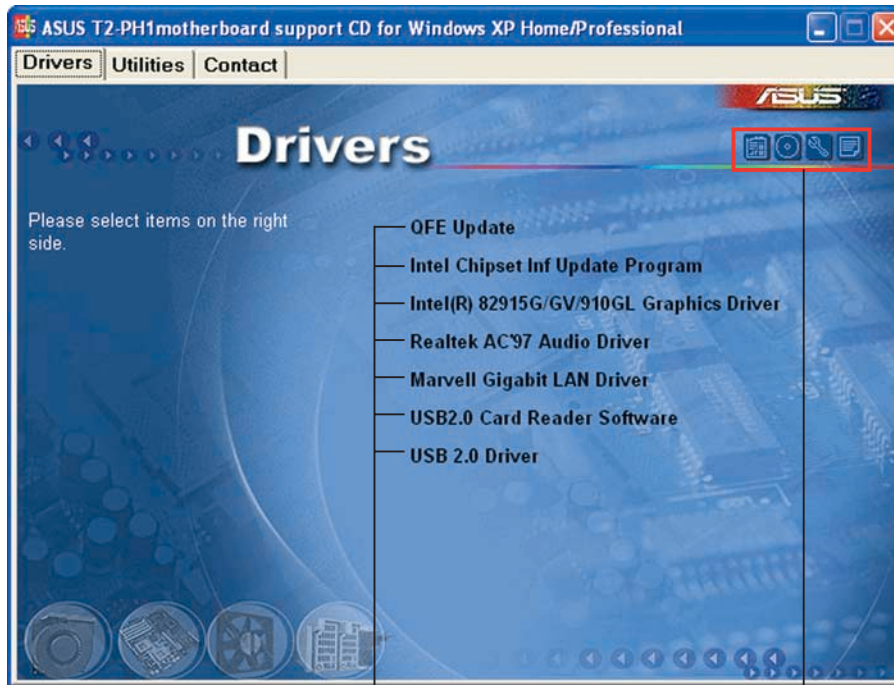 ASUS T2-PH1motherboard support CD for Windows XP Home/Professional
Drivers Utilities Contact
ASUS
Drivers
Please select items on the right
side.
QFE Update
Intel Chipset Inf Update Program
Intel(R) 82915G/GV/910GL Graphics Driver
Realtek AC'97 Audio Driver
Marvell Gigabit LAN Driver
USB2.0 Card Reader Software
USB 2.0 Driver